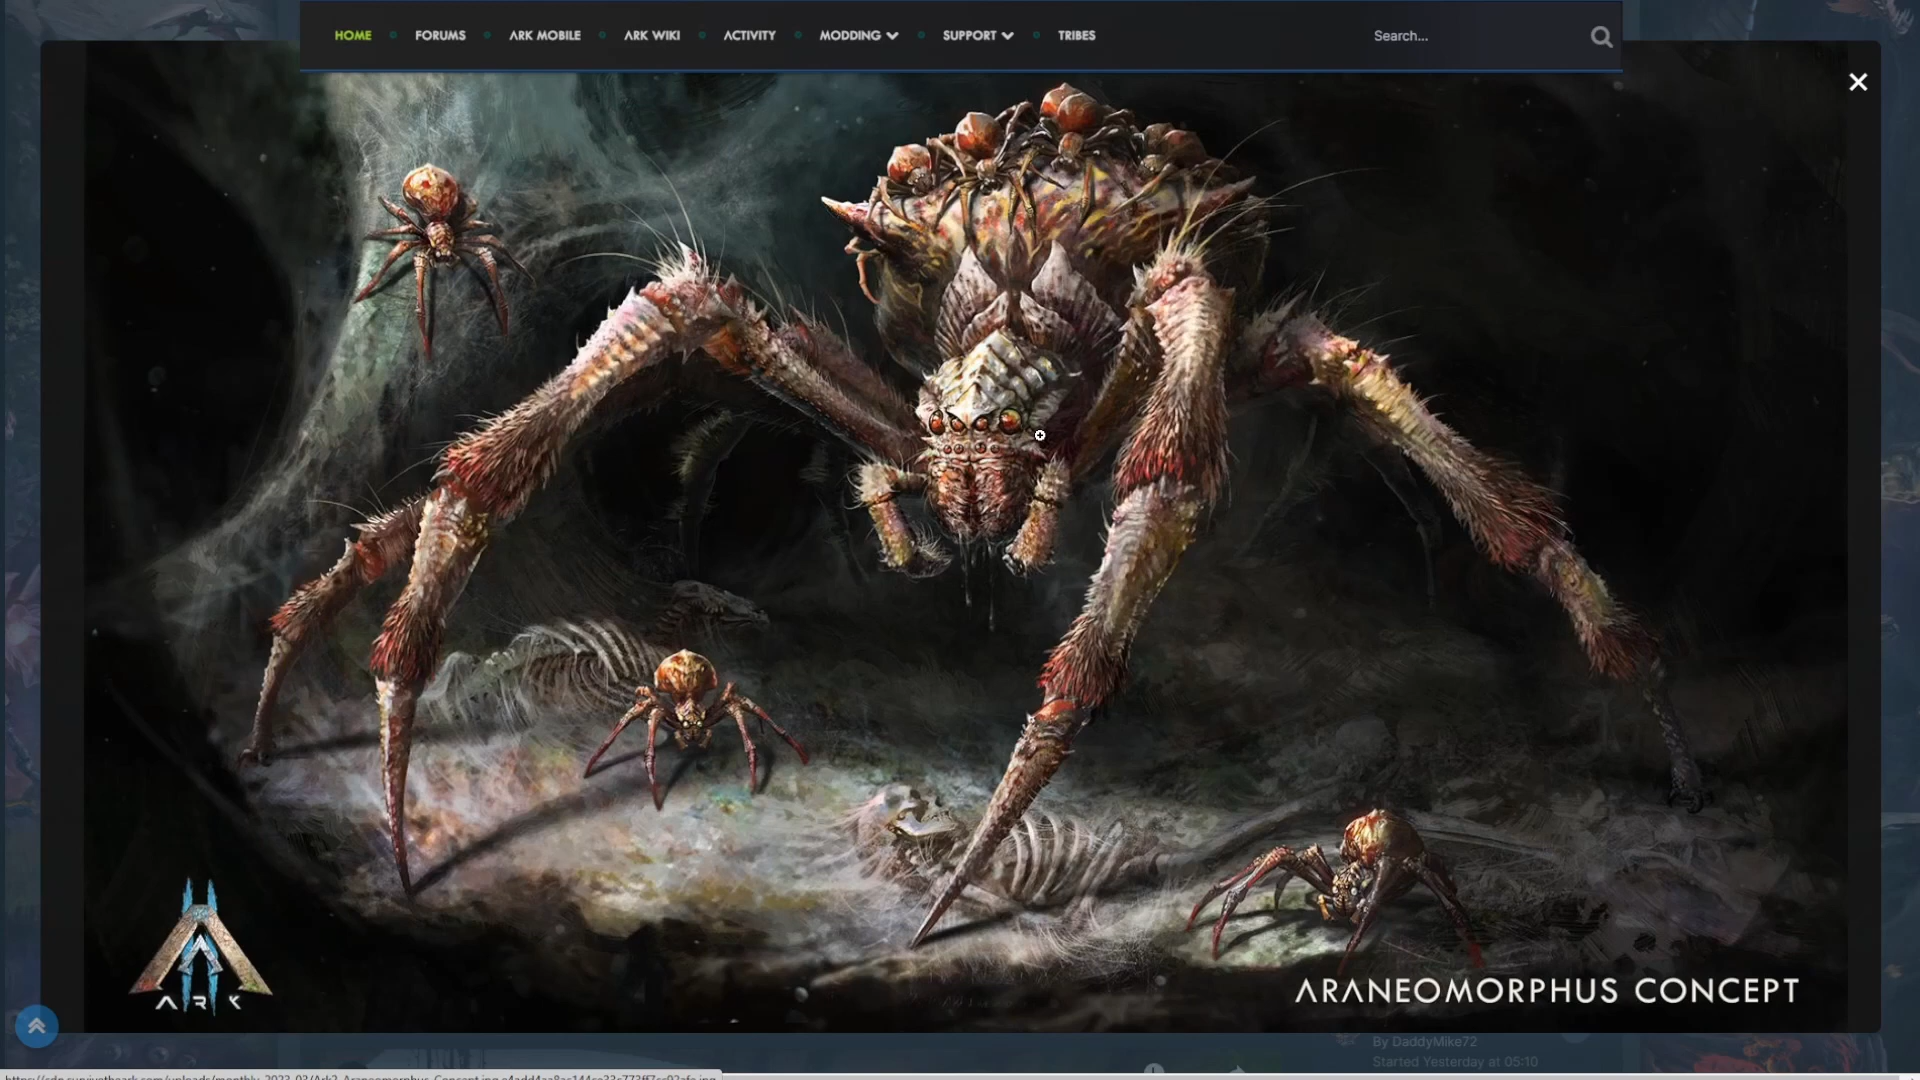 HOME FORUMS ARK MOBILE ARK WIKI ACTIVITY MODDING SUPPORT TRIBES Search...
ARK
ARANEOMORPHUS CONCEPT
By DaddyMike72
Started Yesterday at 05:10